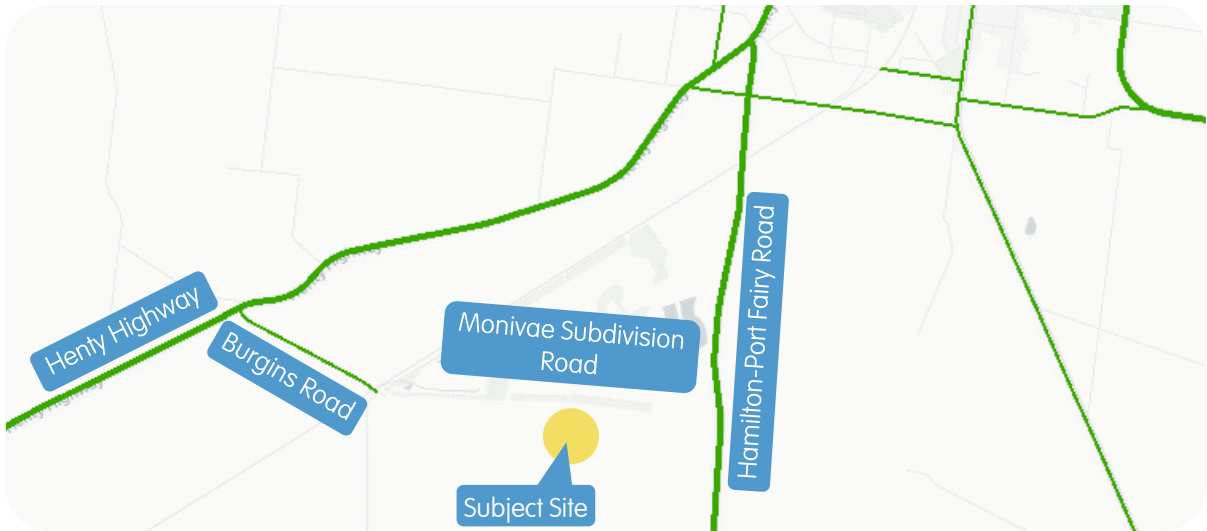 Henty Highway
Burgins Road
Monivae Subdivision
Road
Hamilton-Port Fairy Road
Subject Site